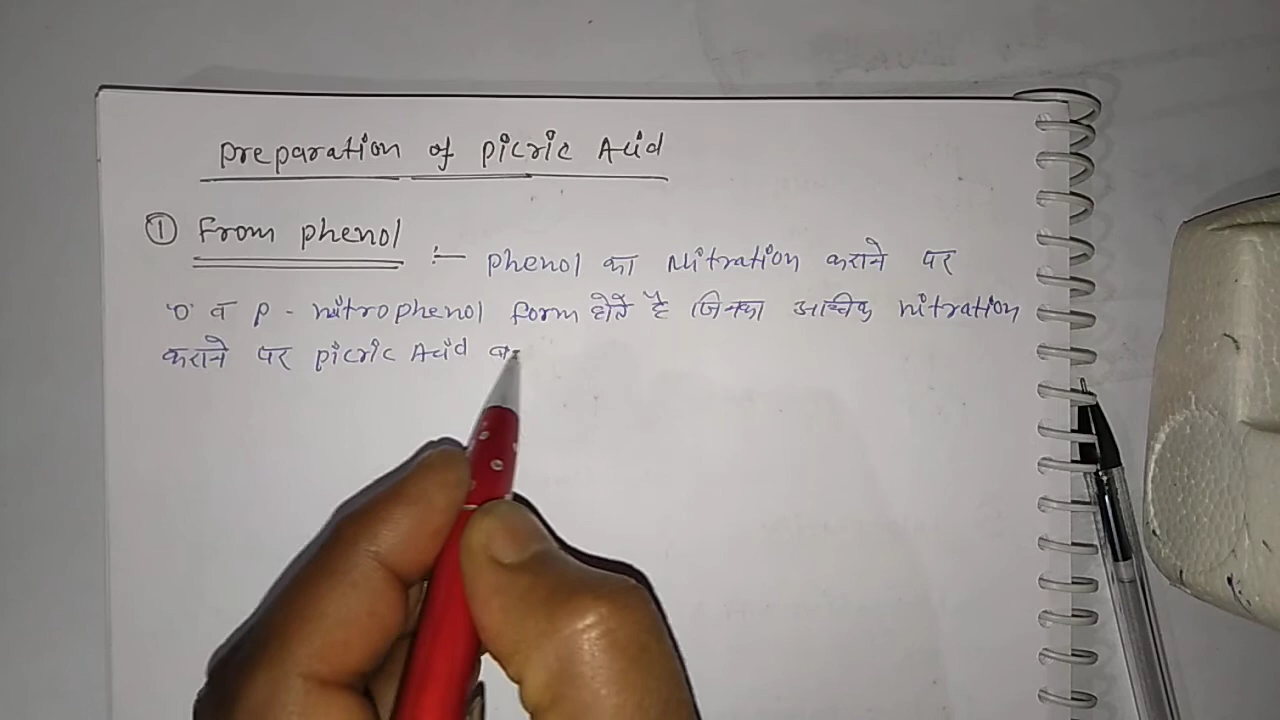 Preparation of Picric Acid
① From phenol :- Phenol का Nitration कराने पर
o व p - nitrophenol form होते है जिनका आधिक nitration
कराने पर picric Acid